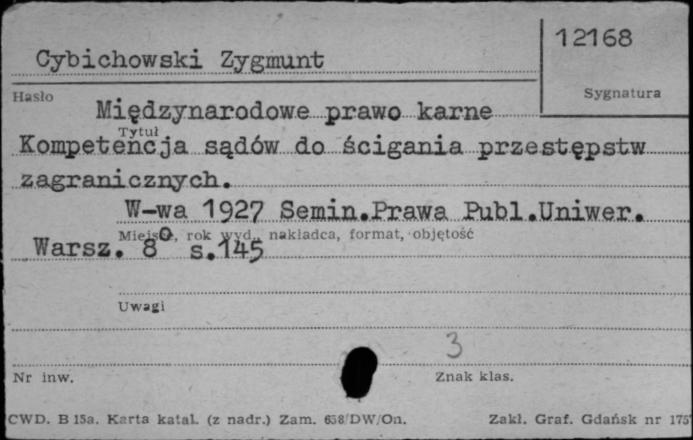 12168
Cybichowski Zygmunt
Hasło
Sygnatura
Międzynarodowe prawo karne
Tytuł
Kompetencja sądów do ścigania przestępstw
zagranicznych.
W-wa 1927 Semin.Prawa Publ.Uniwer.
Miejsce, rok wyd., nakładca, format, objętość
Warsz. 8° s.145
Uwagi
3
Nr inw.
Znak klas.
CWD. B 15a. Karta katal. (z nadr.) Zam. 658/DW/On.
Zakł. Graf. Gdańsk nr 175